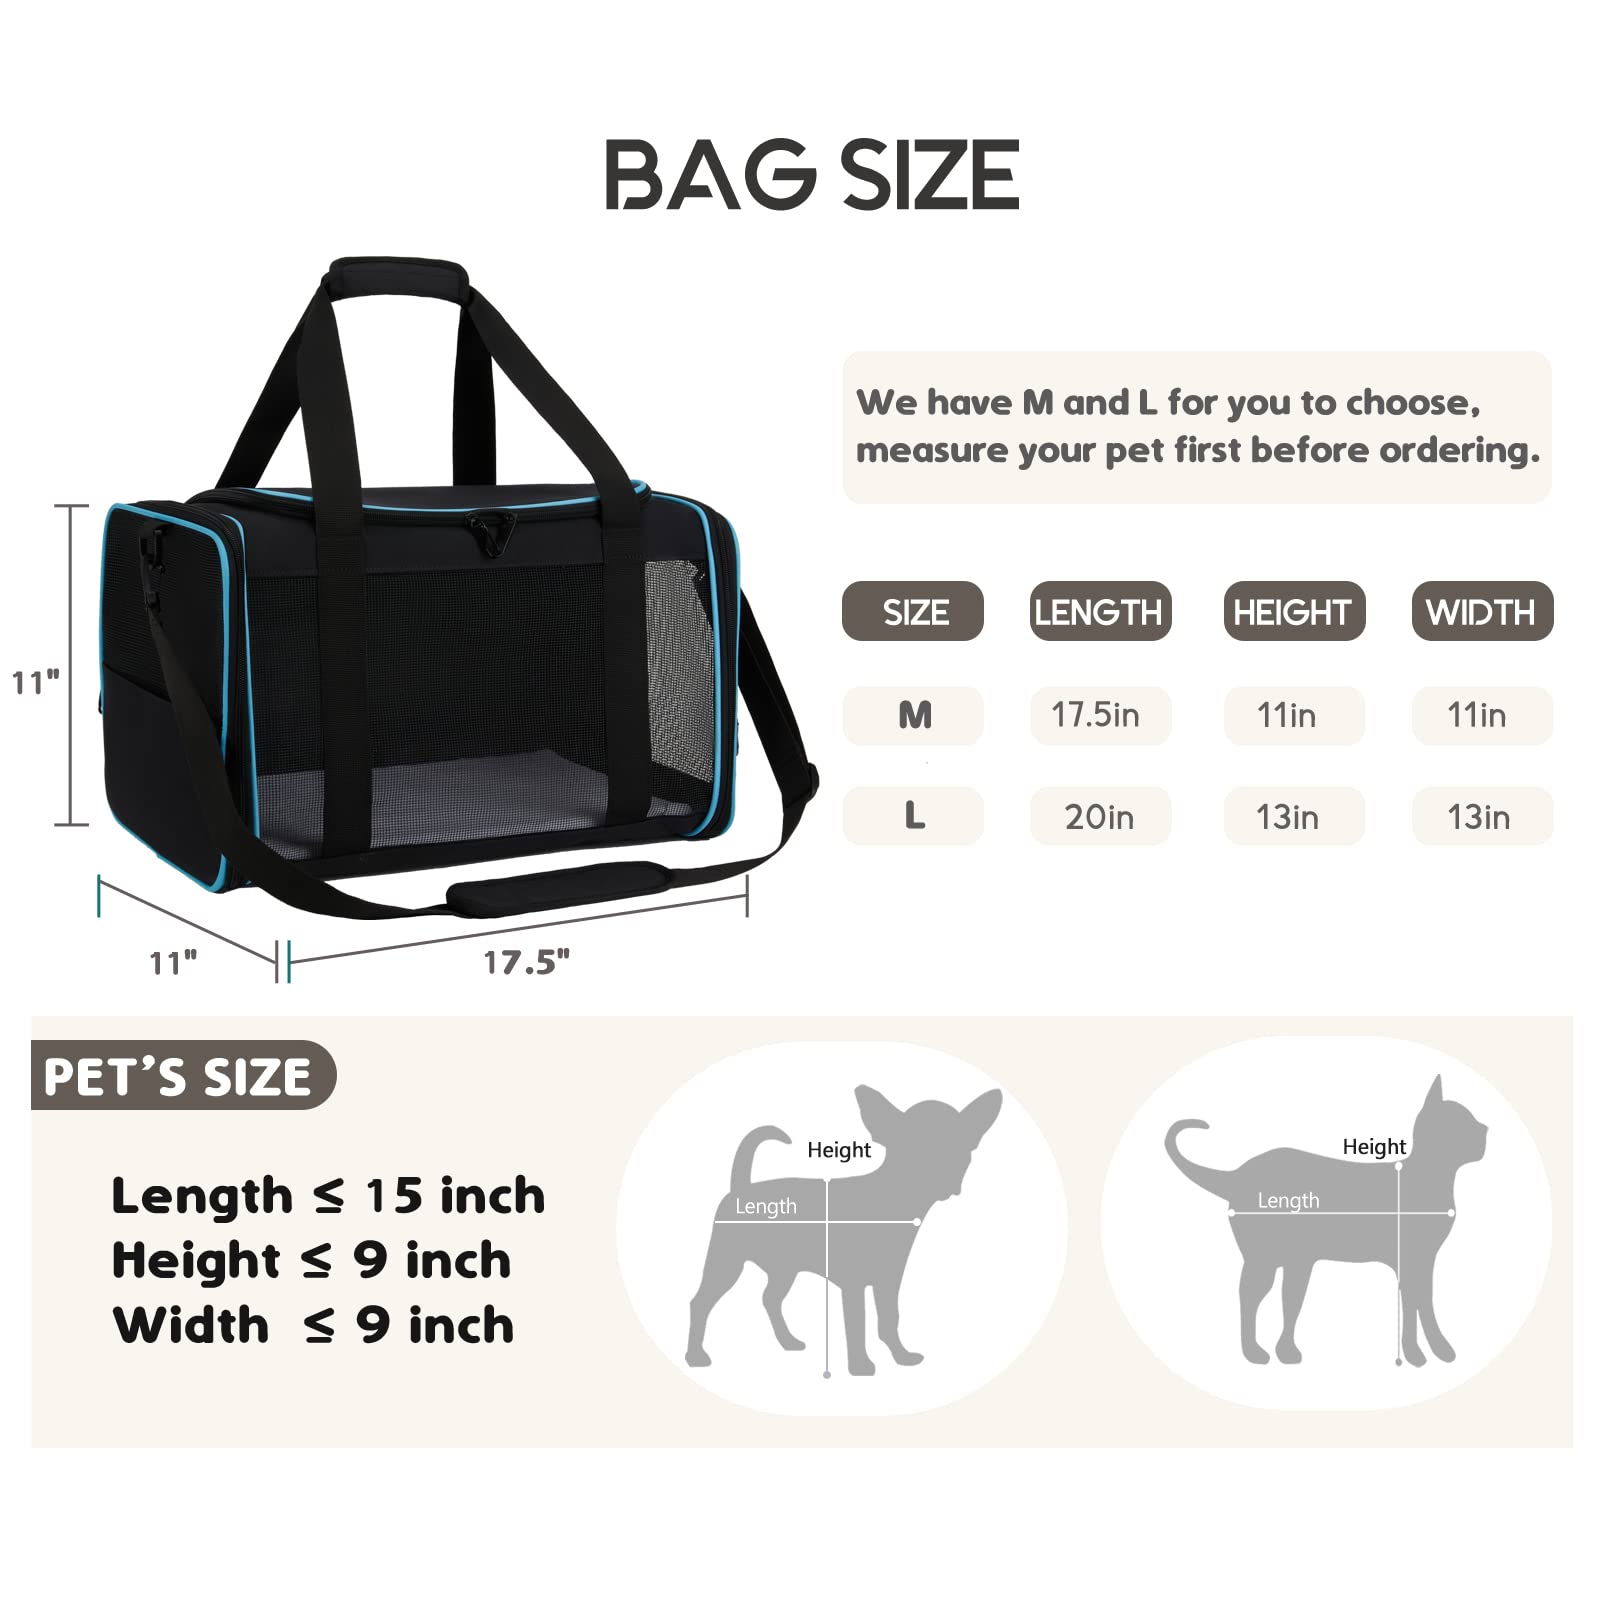 BAG SIZE
We have M and L for you to choose,
measure your pet first before ordering.
SIZE LENGTH HEIGHT WIDTH
M 17.5in 11in 11in
L 20in 13in 13in
11"
11"
17.5"
PET'S SIZE
Length ≤ 15 inch
Height ≤ 9 inch
Width ≤ 9 inch
Height
Length
Height
Length